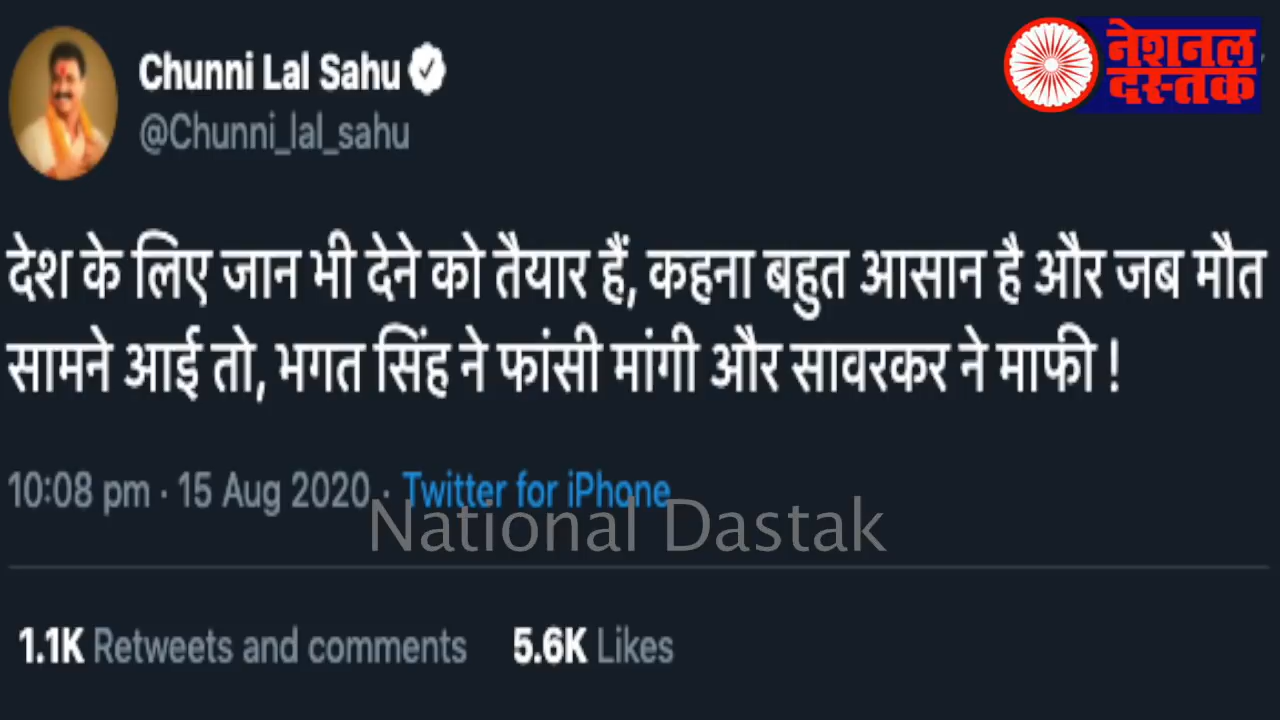 Chunni Lal Sahu
@Chunni_lal_sahu
नेशनल
दस्तक
देश के लिए जान भी देने को तैयार हैं, कहना बहुत आसान है और जब मौत
सामने आई तो, भगत सिंह ने फांसी मांगी और सावरकर ने माफी !
10:08 pm · 15 Aug 2020 · Twitter for iPhone
National Dastak
1.1K Retweets and comments 5.6K Likes